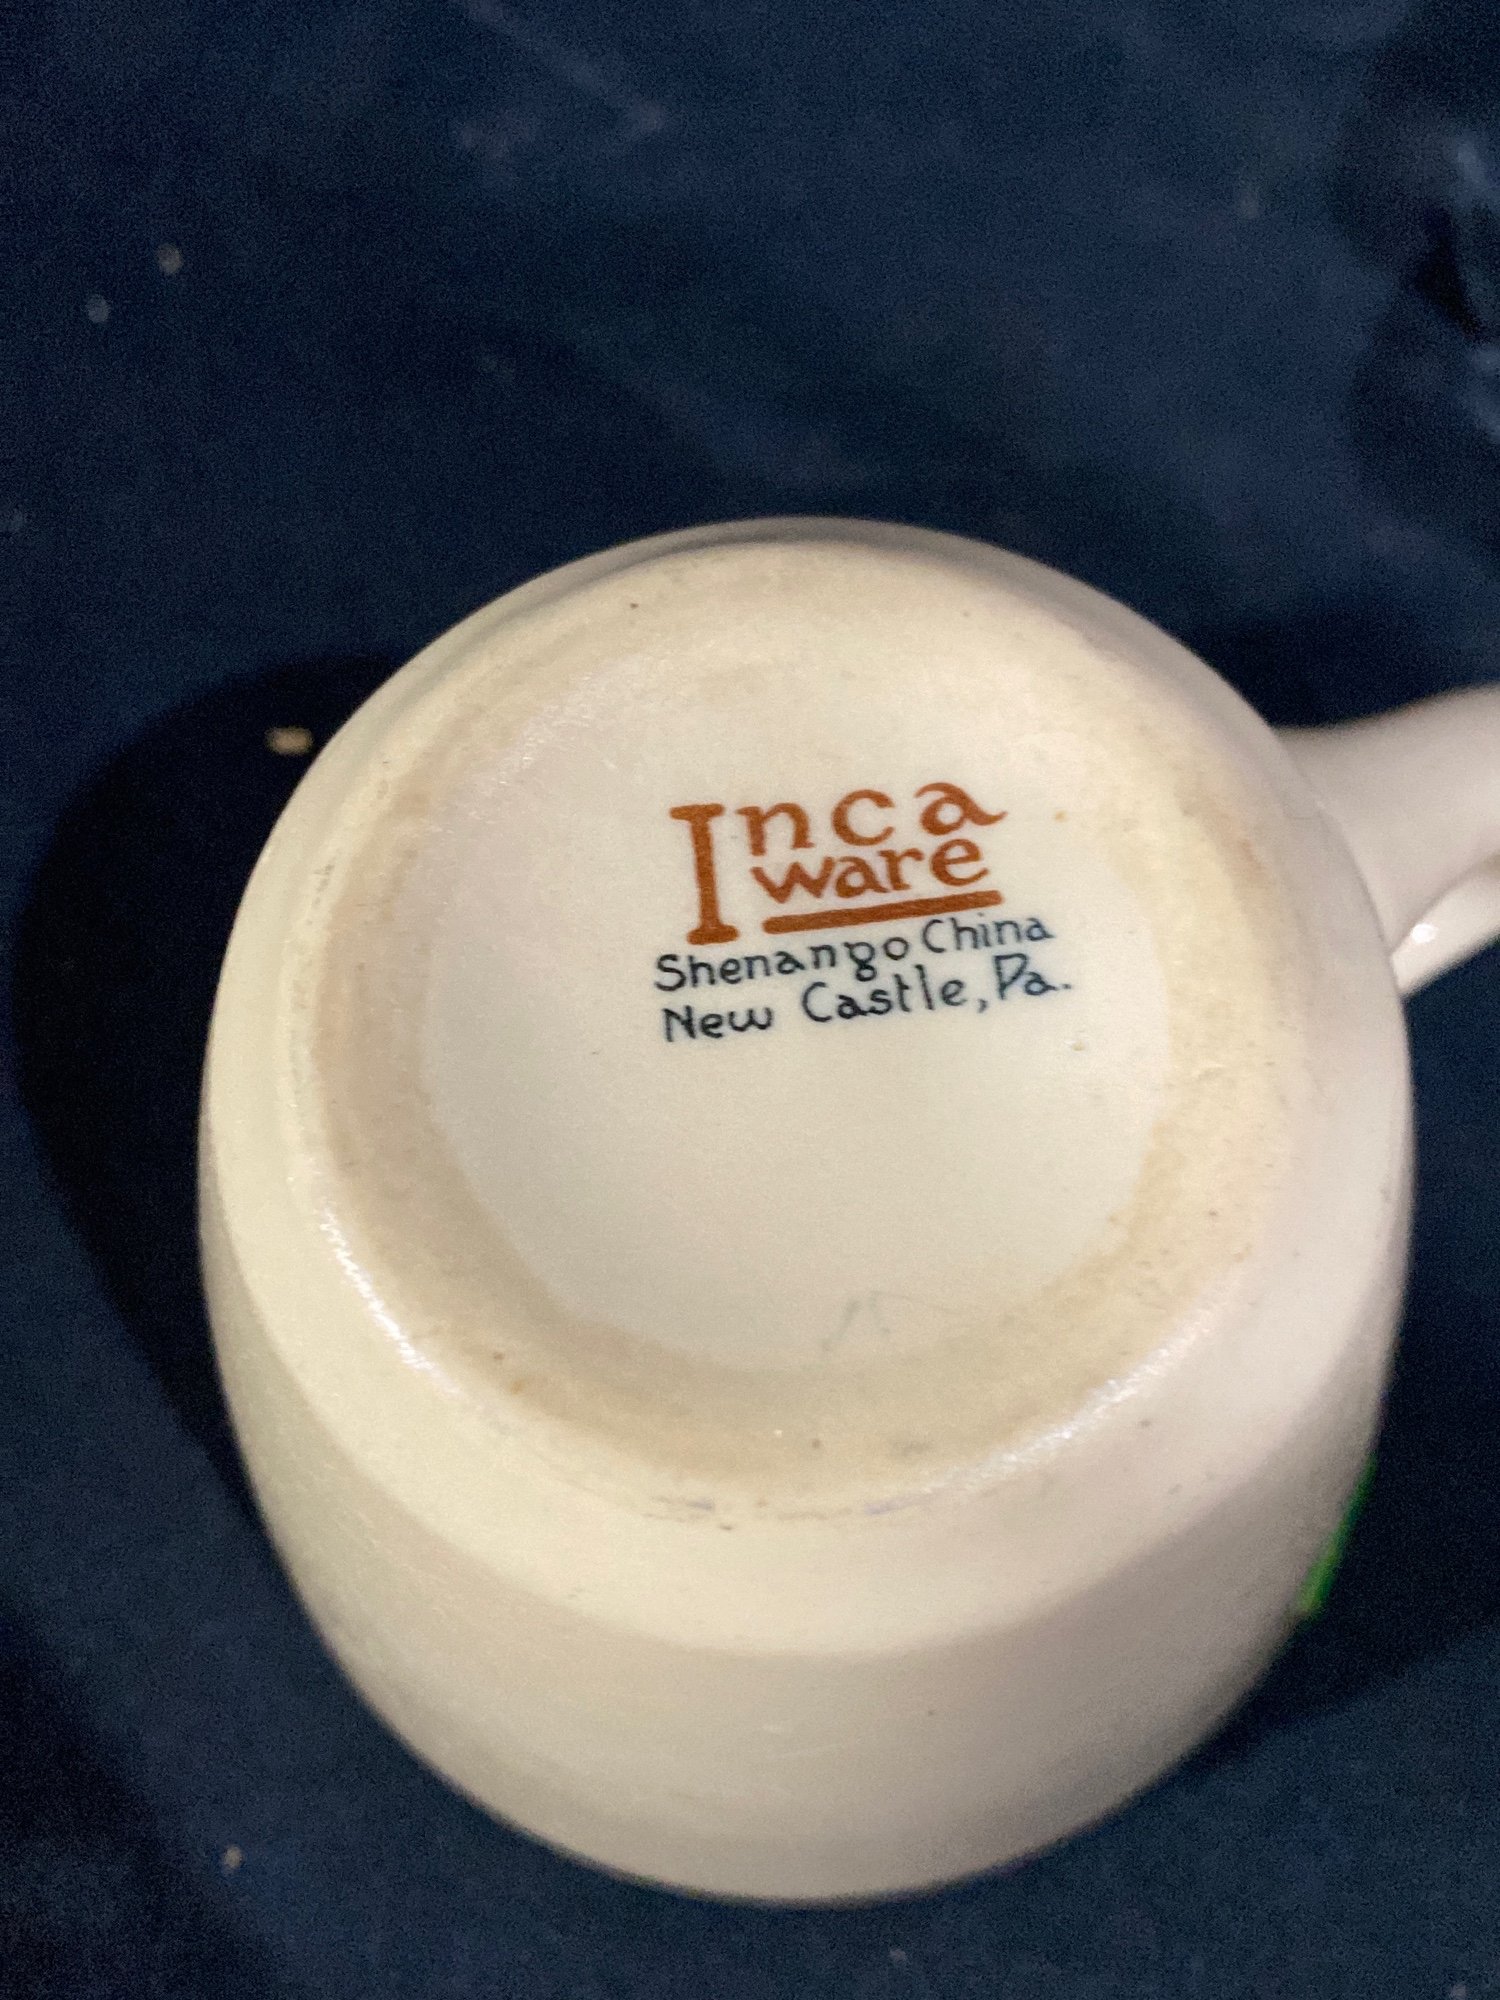 Inca
ware
Shenango China
New Castle, Pa.